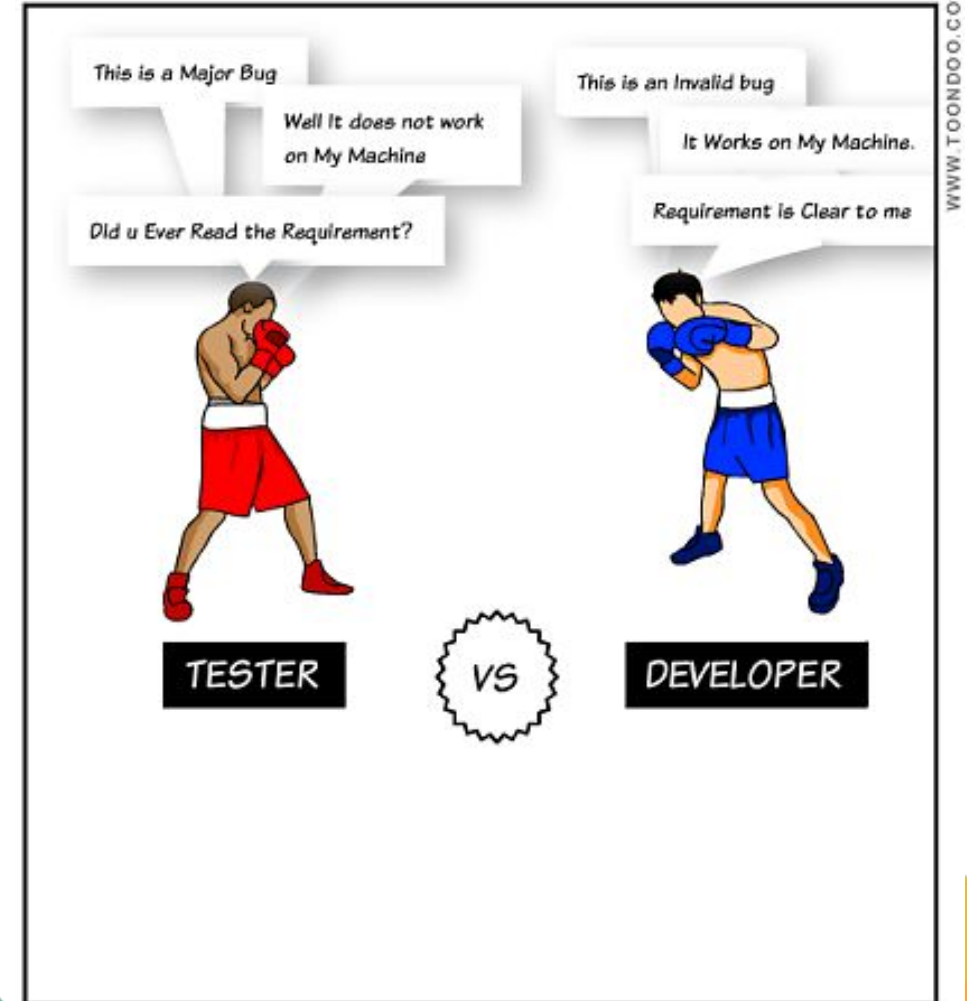 This is a Major Bug
Well It does not work
on My Machine
Did u Ever Read the Requirement?
This is an Invalid bug
It Works on My Machine.
Requirement is Clear to me
TESTER
VS
DEVELOPER
WWW.TOONDOO.CO